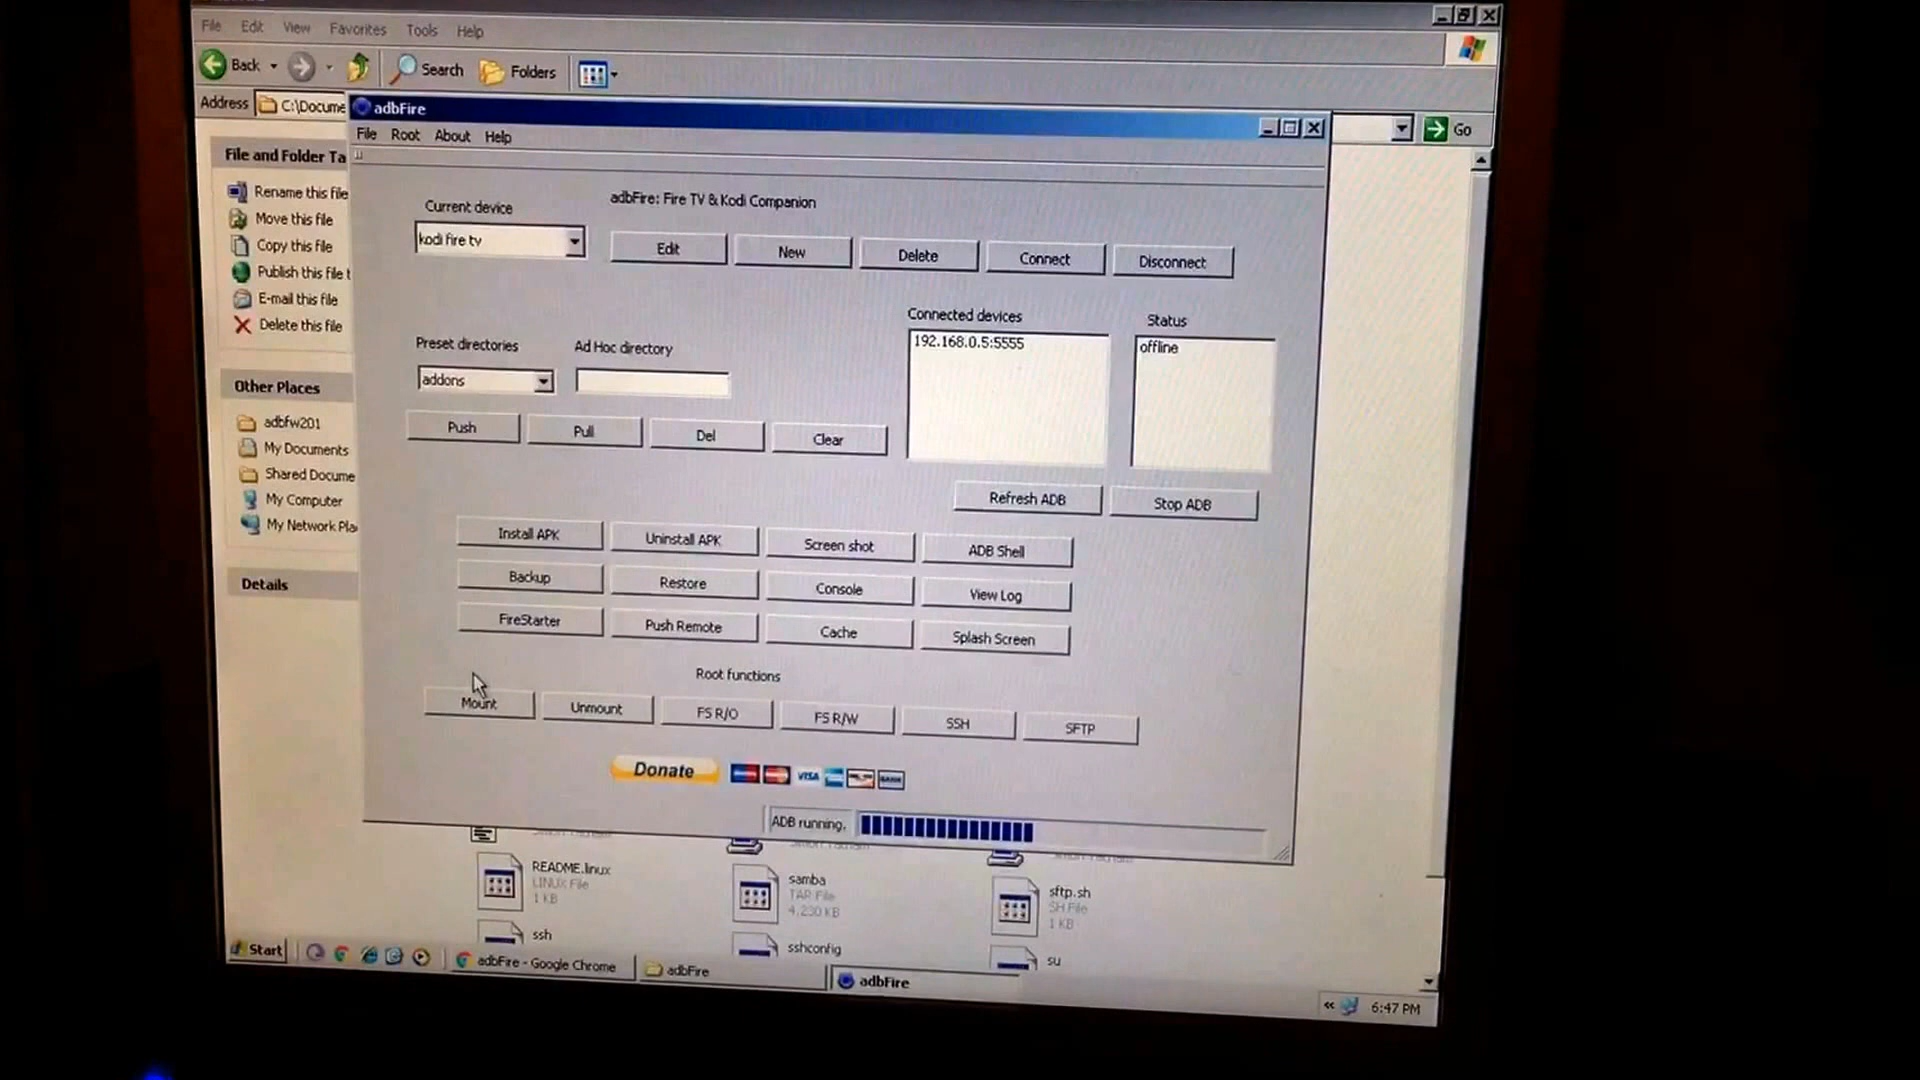 File Edit View Favorites Tools Help
Back Search Folders
Address C:\Docume
Go
adbFire
File Root About Help
File and Folder Ta
Rename this file
Move this file
Copy this file
Publish this file t
E-mail this file
Delete this file
Other Places
adbfw201
My Documents
Shared Docume
My Computer
My Network Pla
Details
adbFire: Fire TV & Kodi Companion
Current device
kodi fire tv
Edit New Delete Connect Disconnect
Connected devices Status
192.168.0.5:5555 offline
Preset directories Ad Hoc directory
addons
Push Pull Del Clear
Refresh ADB Stop ADB
Install APK Uninstall APK Screen shot ADB Shell
Backup Restore Console View Log
FireStarter Push Remote Cache Splash Screen
Root functions
Mount Unmount FS R/O FS R/W SSH SFTP
Donate VISA
ADB running.
README.linux
LINUX File
1 KB
samba
TAR File
4,230 KB
sftp.sh
SH File
1 KB
ssh sshconfig su
Start adbFire - Google Chrome adbFire adbFire
« 6:47 PM